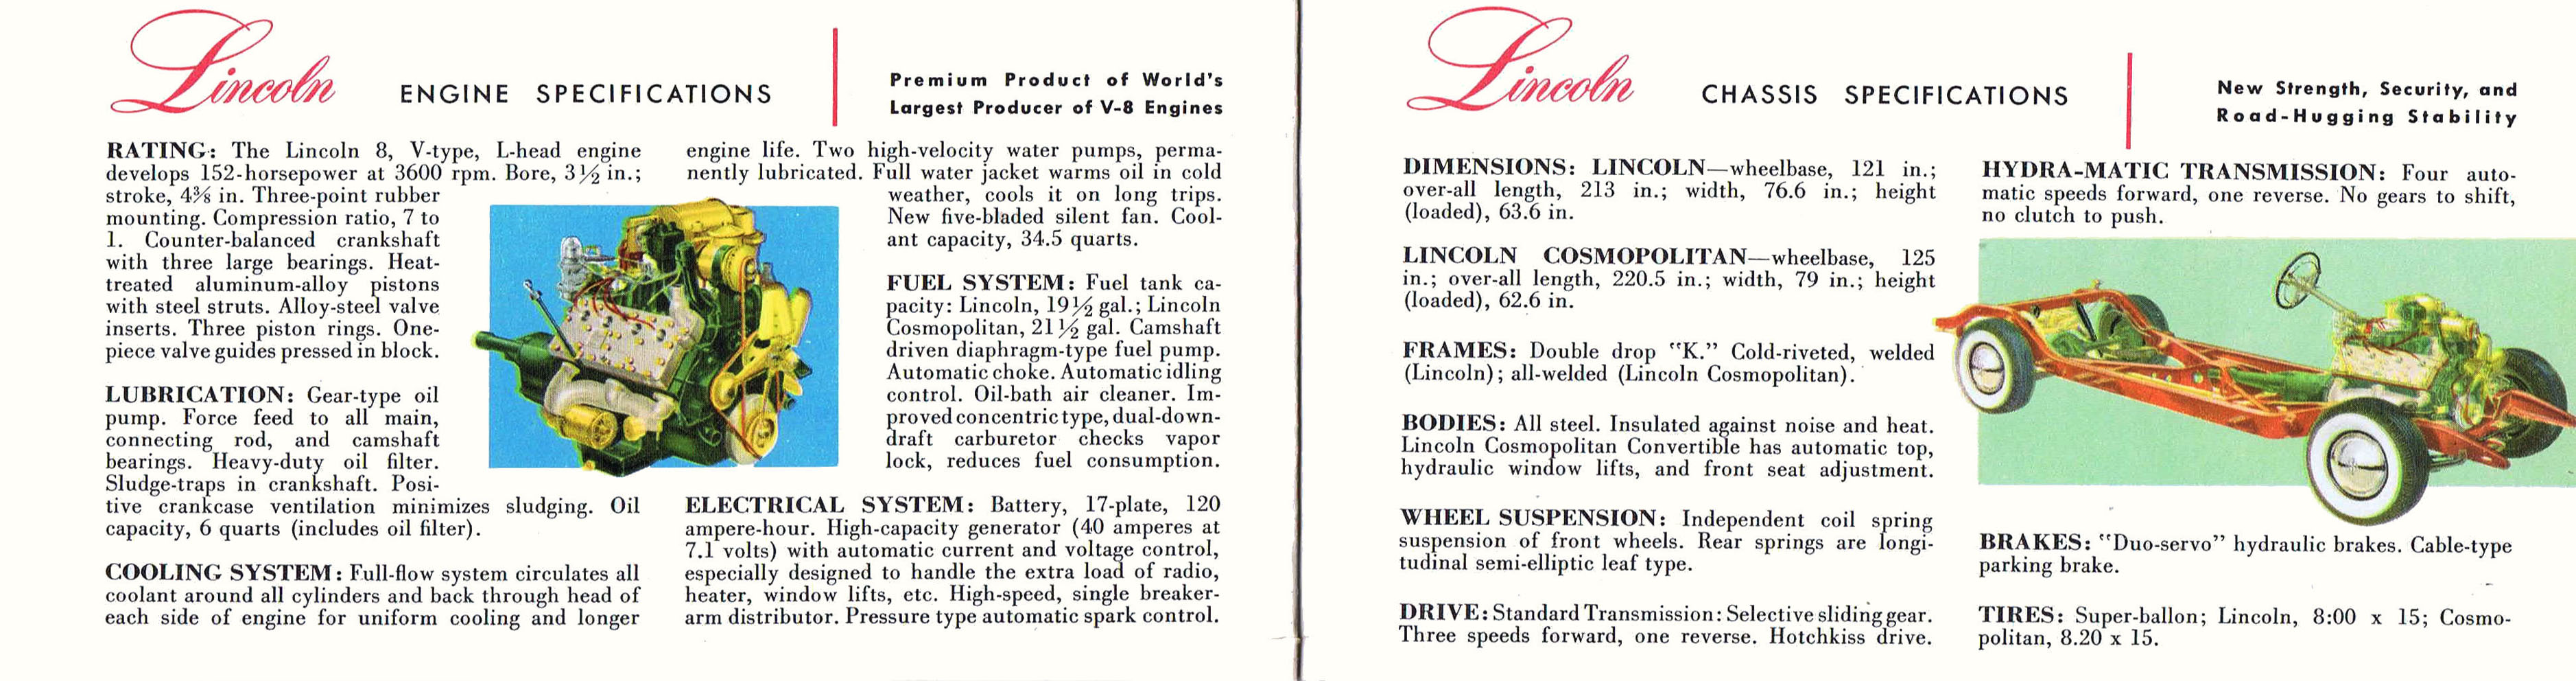 Lincoln
ENGINE SPECIFICATIONS
Premium Product of World's
Largest Producer of V-8 Engines
RATING: The Lincoln 8, V-type, L-head engine
develops 152-horsepower at 3600 rpm. Bore, 3½ in.;
stroke, 4⅜ in. Three-point rubber
mounting. Compression ratio, 7 to
1. Counter-balanced crankshaft
with three large bearings. Heat-
treated aluminum-alloy pistons
with steel struts. Alloy-steel valve
inserts. Three piston rings. One-
piece valve guides pressed in block.
LUBRICATION: Gear-type oil
pump. Force feed to all main,
connecting rod, and camshaft
bearings. Heavy-duty oil filter.
Sludge-traps in crankshaft. Posi-
tive crankcase ventilation minimizes sludging. Oil
capacity, 6 quarts (includes oil filter).
COOLING SYSTEM: Full-flow system circulates all
coolant around all cylinders and back through head of
each side of engine for uniform cooling and longer
engine life. Two high-velocity water pumps, perma-
nently lubricated. Full water jacket warms oil in cold
weather, cools it on long trips.
New five-bladed silent fan. Cool-
ant capacity, 34.5 quarts.
FUEL SYSTEM: Fuel tank ca-
pacity: Lincoln, 19½ gal.; Lincoln
Cosmopolitan, 21½ gal. Camshaft
driven diaphragm-type fuel pump.
Automatic choke. Automatic idling
control. Oil-bath air cleaner. Im-
proved concentric type, dual-down-
draft carburetor checks vapor
lock, reduces fuel consumption.
ELECTRICAL SYSTEM: Battery, 17-plate, 120
ampere-hour. High-capacity generator (40 amperes at
7.1 volts) with automatic current and voltage control,
especially designed to handle the extra load of radio,
heater, window lifts, etc. High-speed, single breaker-
arm distributor. Pressure type automatic spark control.
Lincoln
CHASSIS SPECIFICATIONS
New Strength, Security, and
Road-Hugging Stability
DIMENSIONS: LINCOLN—wheelbase, 121 in.;
over-all length, 213 in.; width, 76.6 in.; height
(loaded), 63.6 in.
LINCOLN COSMOPOLITAN—wheelbase, 125
in.; over-all length, 220.5 in.; width, 79 in.; height
(loaded), 62.6 in.
FRAMES: Double drop "K." Cold-riveted, welded
(Lincoln); all-welded (Lincoln Cosmopolitan).
BODIES: All steel. Insulated against noise and heat.
Lincoln Cosmopolitan Convertible has automatic top,
hydraulic window lifts, and front seat adjustment.
WHEEL SUSPENSION: Independent coil spring
suspension of front wheels. Rear springs are longi-
tudinal semi-elliptic leaf type.
DRIVE: Standard Transmission: Selective sliding gear.
Three speeds forward, one reverse. Hotchkiss drive.
HYDRA-MATIC TRANSMISSION: Four auto-
matic speeds forward, one reverse. No gears to shift,
no clutch to push.
BRAKES: "Duo-servo" hydraulic brakes. Cable-type
parking brake.
TIRES: Super-ballon; Lincoln, 8:00 x 15; Cosmo-
politan, 8.20 x 15.